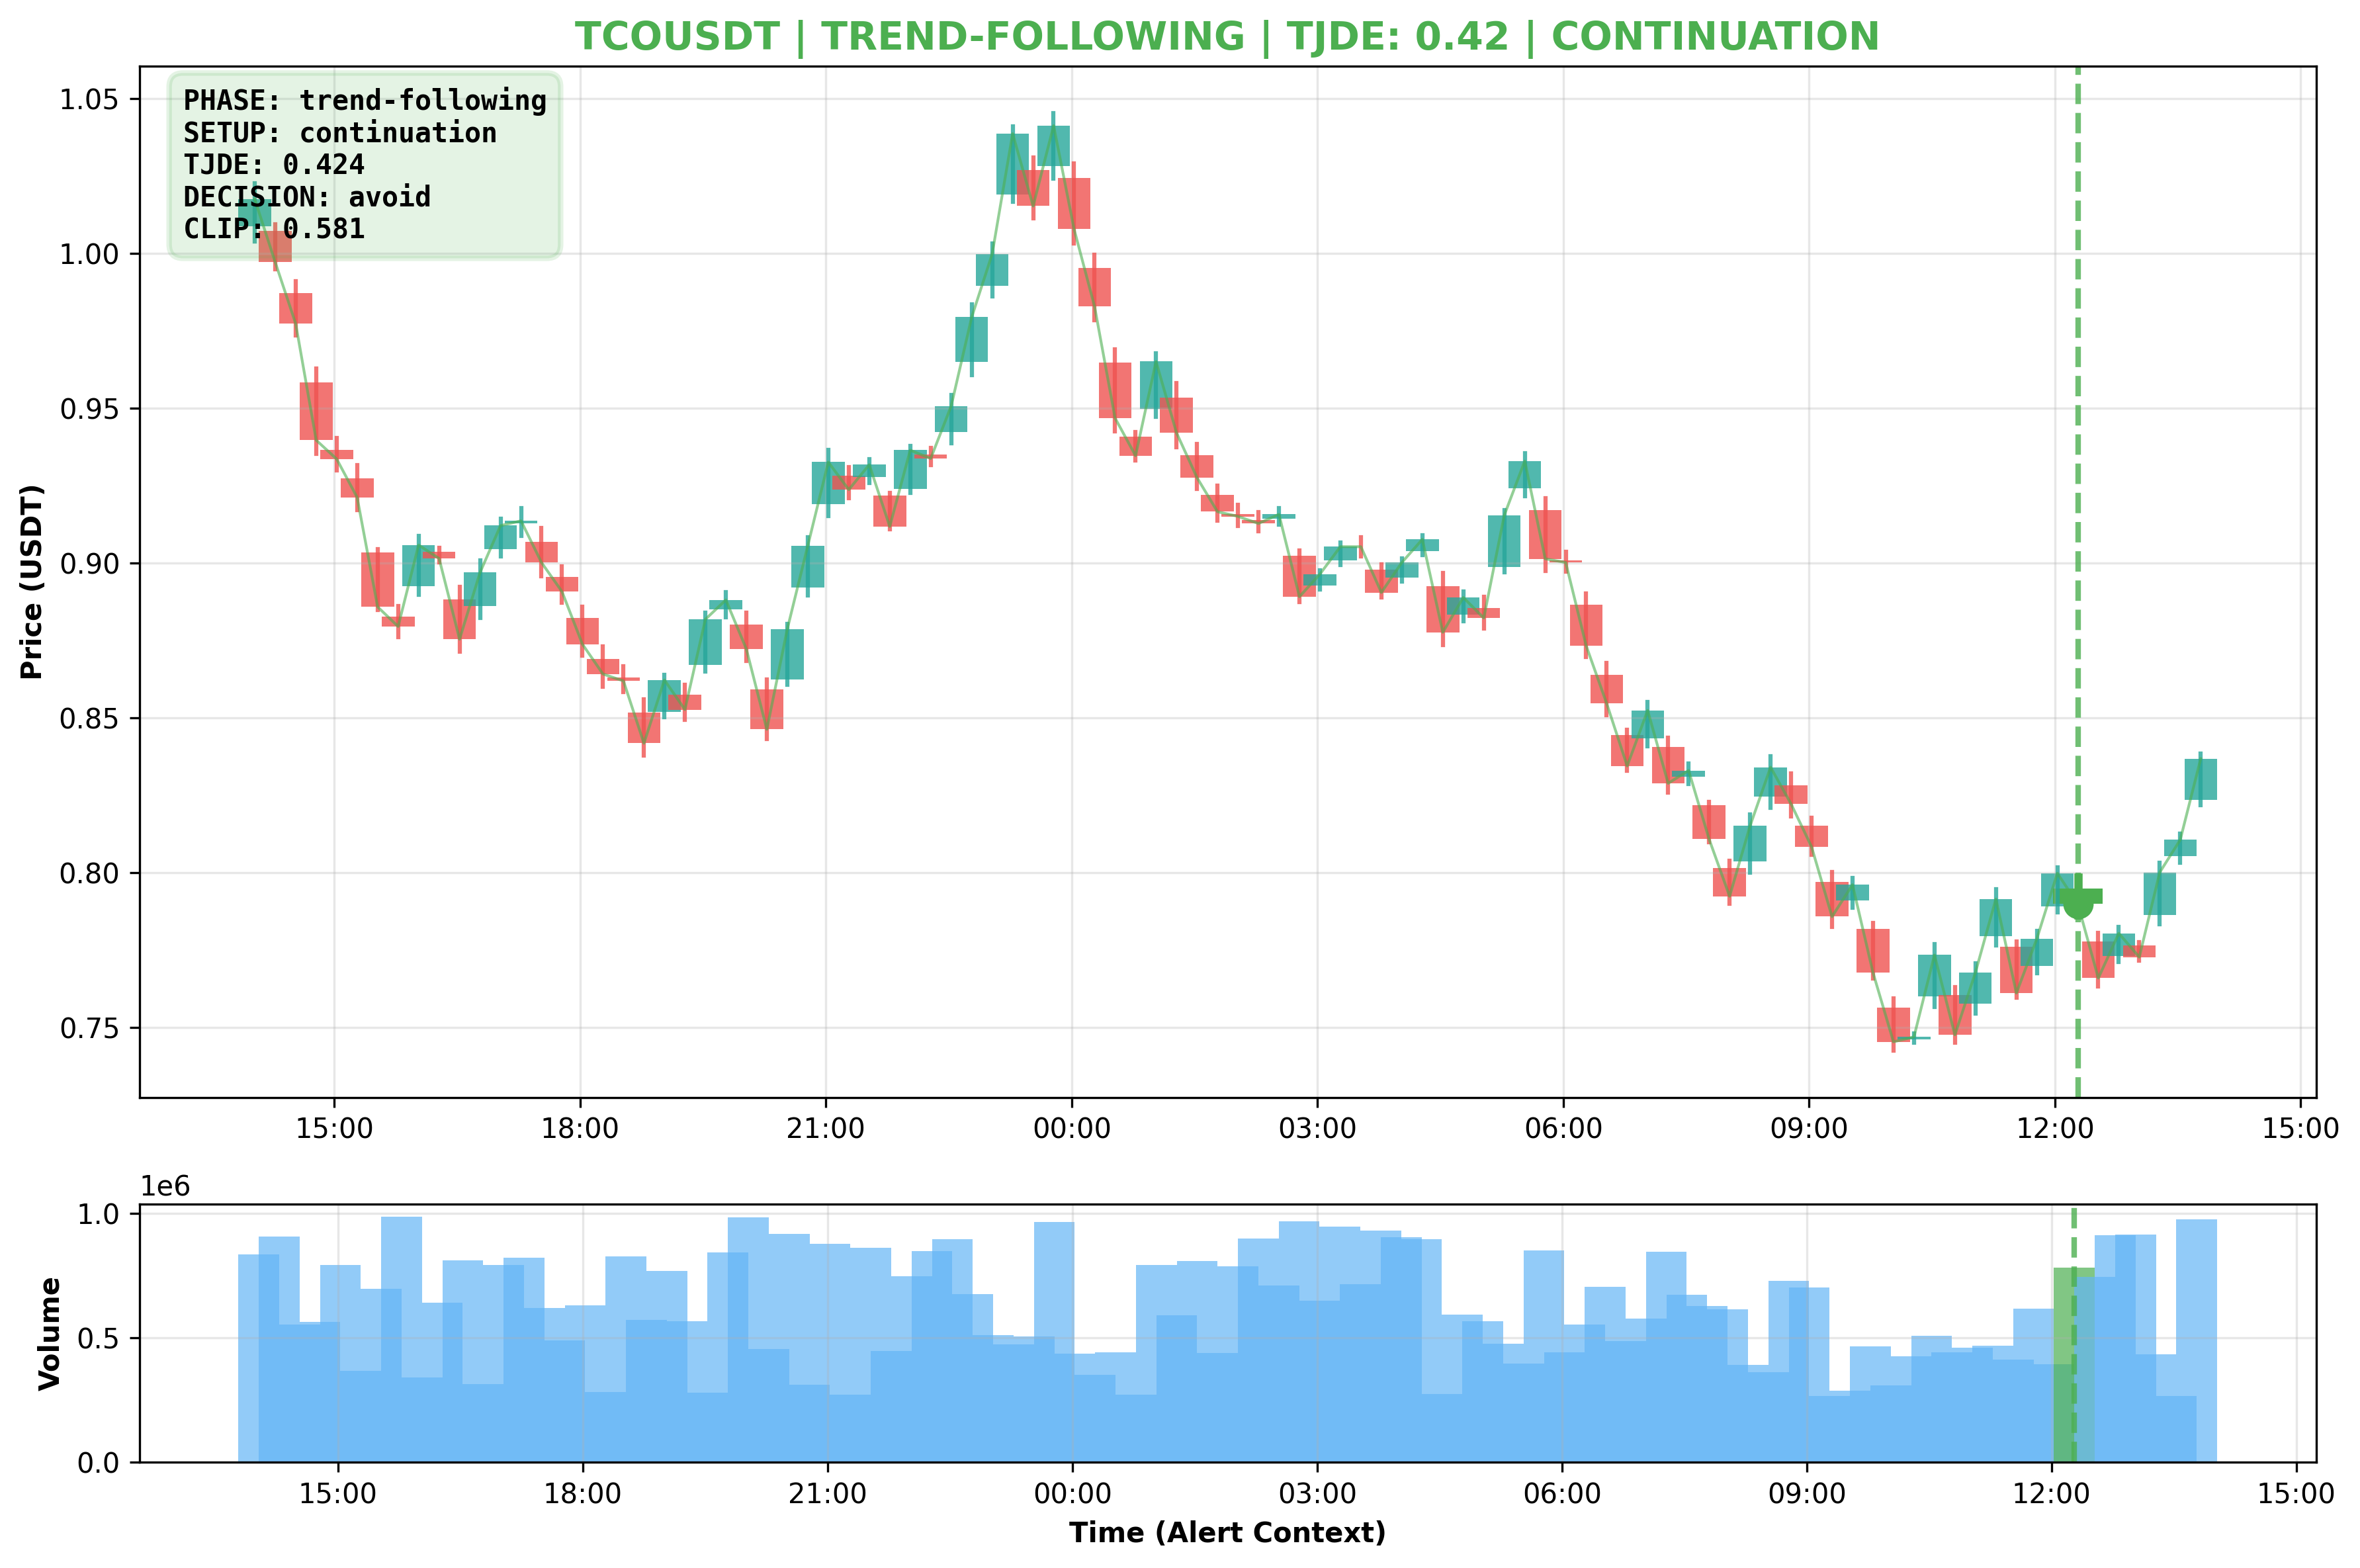 TCOUSDT | TREND-FOLLOWING | TJDE: 0.42 | CONTINUATION
PHASE: trend-following
SETUP: continuation
TJDE: 0.424
DECISION: avoid
CLIP: 0.581
Price (USDT)
1.05
1.00
0.95
0.90
0.85
0.80
0.75
15:00 18:00 21:00 00:00 03:00 06:00 09:00 12:00 15:00
1e6
Volume
1.0
0.5
0.0
15:00 18:00 21:00 00:00 03:00 06:00 09:00 12:00 15:00
Time (Alert Context)